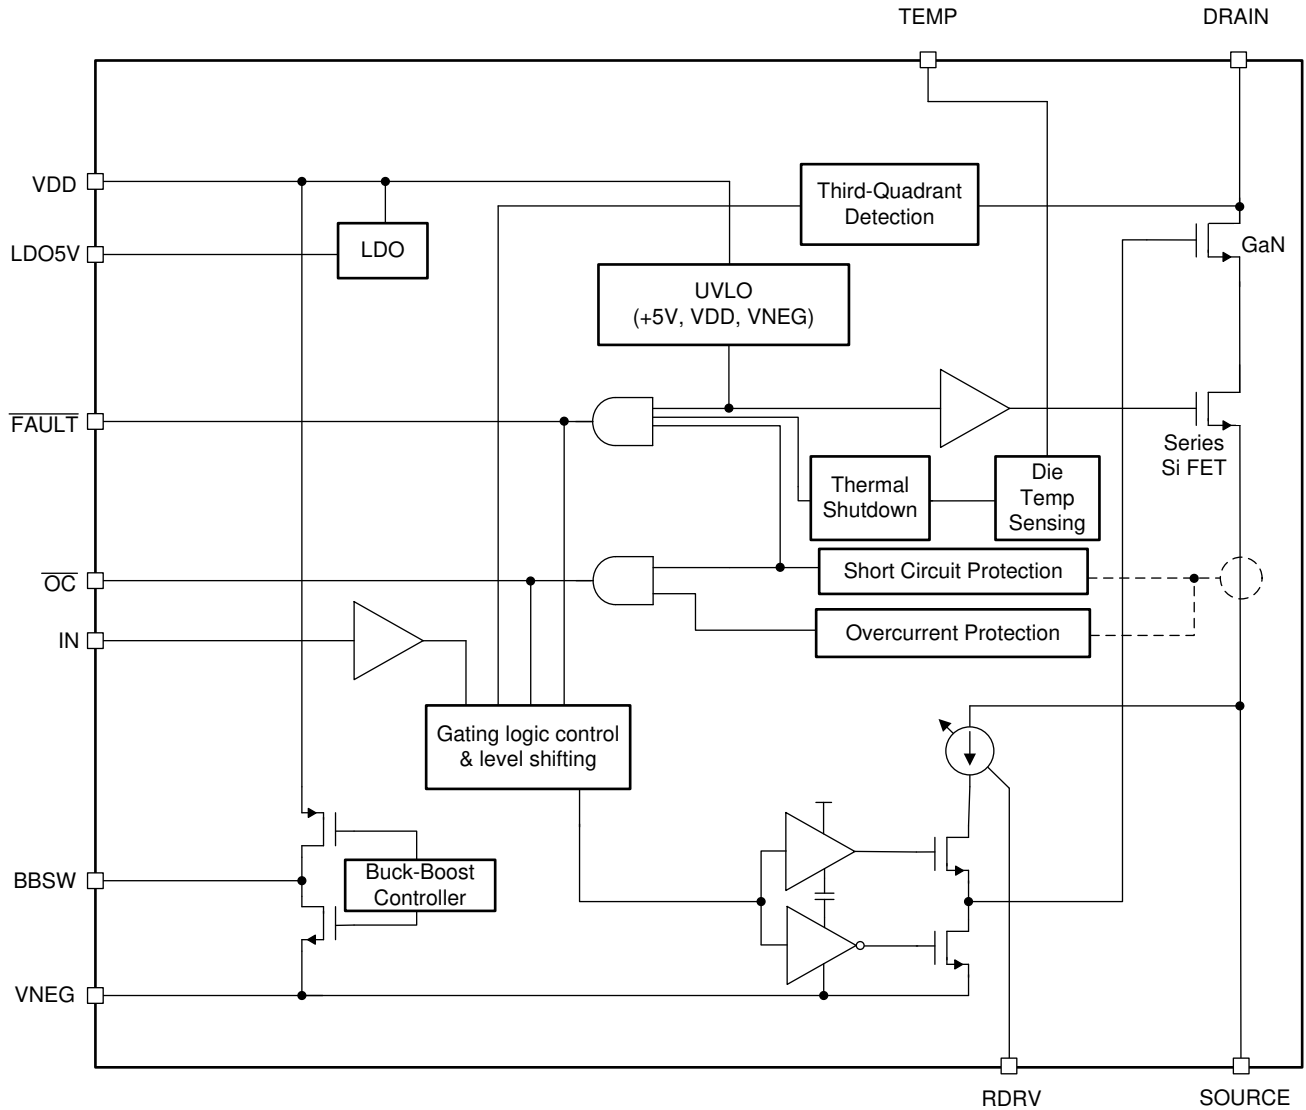 TEMP
DRAIN
VDD
Third-Quadrant
Detection
LDO5V
LDO
GaN
UVLO
(+5V, VDD, VNEG)
FAULT
Series
Si FET
Thermal
Shutdown
Die
Temp
Sensing
OC
Short Circuit Protection
IN
Overcurrent Protection
Gating logic control
& level shifting
BBSW
Buck-Boost
Controller
VNEG
RDRV
SOURCE